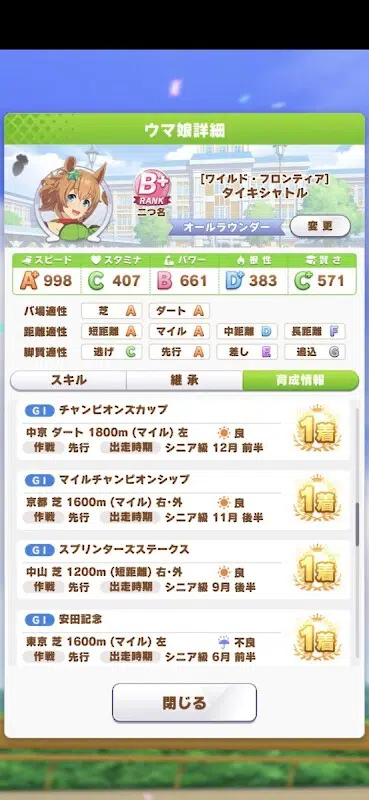 ウマ娘詳細
B+
RANK
二つ名
[ワイルド・フロンティア]
タイキシャトル
オールラウンダー
変更
スピード スタミナ パワー 根性 賢さ
A+ 998 C 407 B 661 D+ 383 C+ 571
バ場適性 芝 A ダート A
距離適性 短距離 A マイル A 中距離 D 長距離 F
脚質適性 逃げ C 先行 A 差し E 追込 G
スキル 継承 育成情報
GI チャンピオンズカップ
中京 ダート 1800m (マイル) 左 良
作戦 先行 出走時期 シニア級 12月 前半
1着
GI マイルチャンピオンシップ
京都 芝 1600m (マイル) 右・外 良
作戦 先行 出走時期 シニア級 11月 後半
1着
GI スプリンターズステークス
中山 芝 1200m (短距離) 右・外 良
作戦 先行 出走時期 シニア級 9月 後半
1着
GI 安田記念
東京 芝 1600m (マイル) 左 不良
作戦 先行 出走時期 シニア級 6月 前半
1着
閉じる